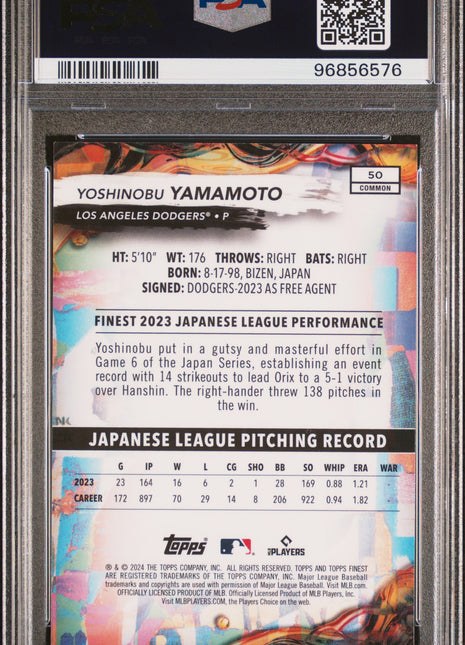 PSA
PSA
96856576
50
COMMON
YOSHINOBU YAMAMOTO
LOS ANGELES DODGERS® • P
HT: 5'10" WT: 176 THROWS: RIGHT BATS: RIGHT
BORN: 8-17-98, BIZEN, JAPAN
SIGNED: DODGERS-2023 AS FREE AGENT
FINEST 2023 JAPANESE LEAGUE PERFORMANCE
Yoshinobu put in a gutsy and masterful effort in
Game 6 of the Japan Series, establishing an event
record with 14 strikeouts to lead Orix to a 5-1 victory
over Hanshin. The right-hander threw 138 pitches in
the win.
JAPANESE LEAGUE PITCHING RECORD
G IP W L CG SHO BB SO WHIP ERA WAR
2023 23 164 16 6 2 1 28 169 0.88 1.21 -
CAREER 172 897 70 29 14 8 206 922 0.94 1.82
Topps PLAYERS
® & © 2024 THE TOPPS COMPANY, INC. ALL RIGHTS RESERVED. TOPPS AND TOPPS FINEST
ARE REGISTERED TRADEMARKS OF THE TOPPS COMPANY, INC. Major League Baseball
trademarks and copyrights are used with permission of Major League Baseball. Visit MLB.com.
OFFICIALLY LICENSED PRODUCT OF MLB. Officially Licensed Product of MLB Players, Inc.
Visit MLBPLAYERS.com, the Players Choice on the web.